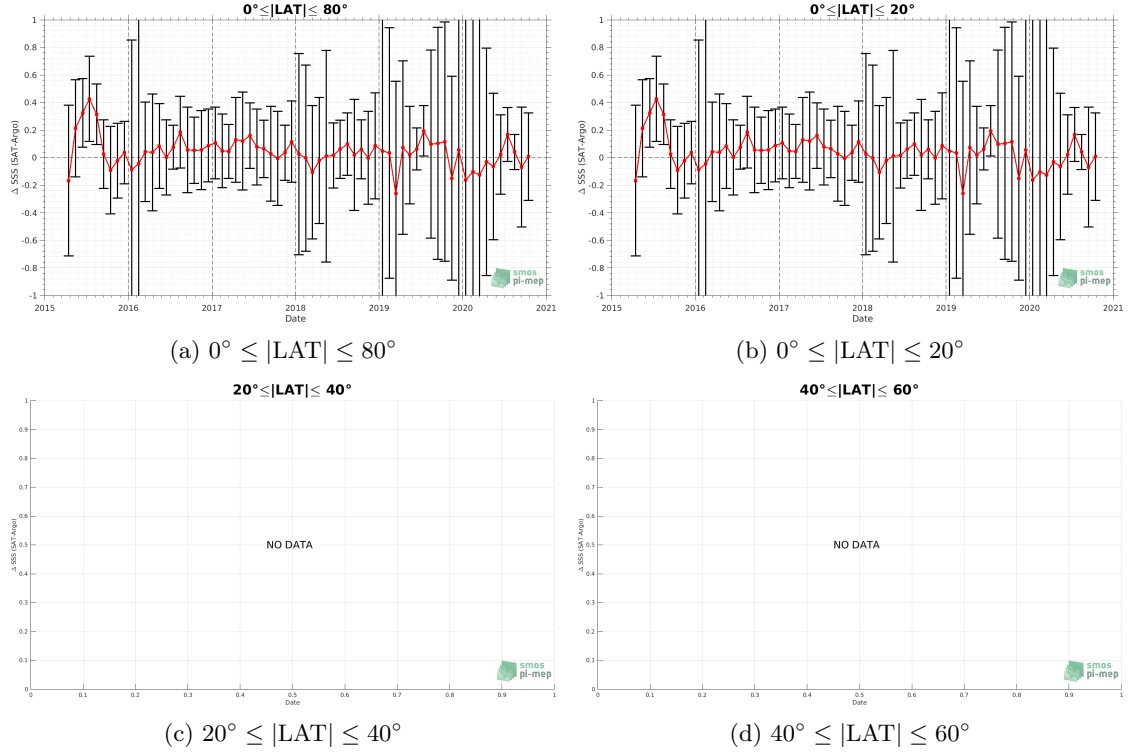 0°≤|LAT|≤ 80°
1
0.8
0.6
0.4
0.2
0
-0.2
-0.4
-0.6
-0.8
-1
Δ SSS (SAT-Argo)
2015 2016 2017 2018 2019 2020 2021
Date
smos
pi-mep
(a) 0° ≤ |LAT| ≤ 80°
0°≤|LAT|≤ 20°
1
0.8
0.6
0.4
0.2
0
-0.2
-0.4
-0.6
-0.8
-1
Δ SSS (SAT-Argo)
2015 2016 2017 2018 2019 2020 2021
Date
smos
pi-mep
(b) 0° ≤ |LAT| ≤ 20°
20°≤|LAT|≤ 40°
1
0.9
0.8
0.7
0.6
0.5
0.4
0.3
0.2
0.1
0
Δ SSS (SAT-Argo)
NO DATA
0 0.1 0.2 0.3 0.4 0.5 0.6 0.7 0.8 0.9 1
Date
smos
pi-mep
(c) 20° ≤ |LAT| ≤ 40°
40°≤|LAT|≤ 60°
1
0.9
0.8
0.7
0.6
0.5
0.4
0.3
0.2
0.1
0
Δ SSS (SAT-Argo)
NO DATA
0 0.1 0.2 0.3 0.4 0.5 0.6 0.7 0.8 0.9 1
Date
smos
pi-mep
(d) 40° ≤ |LAT| ≤ 60°